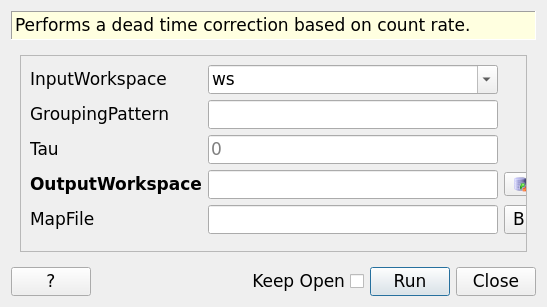 Performs a dead time correction based on count rate.
InputWorkspace ws
GroupingPattern
Tau 0
OutputWorkspace
MapFile B
? Keep Open Run Close